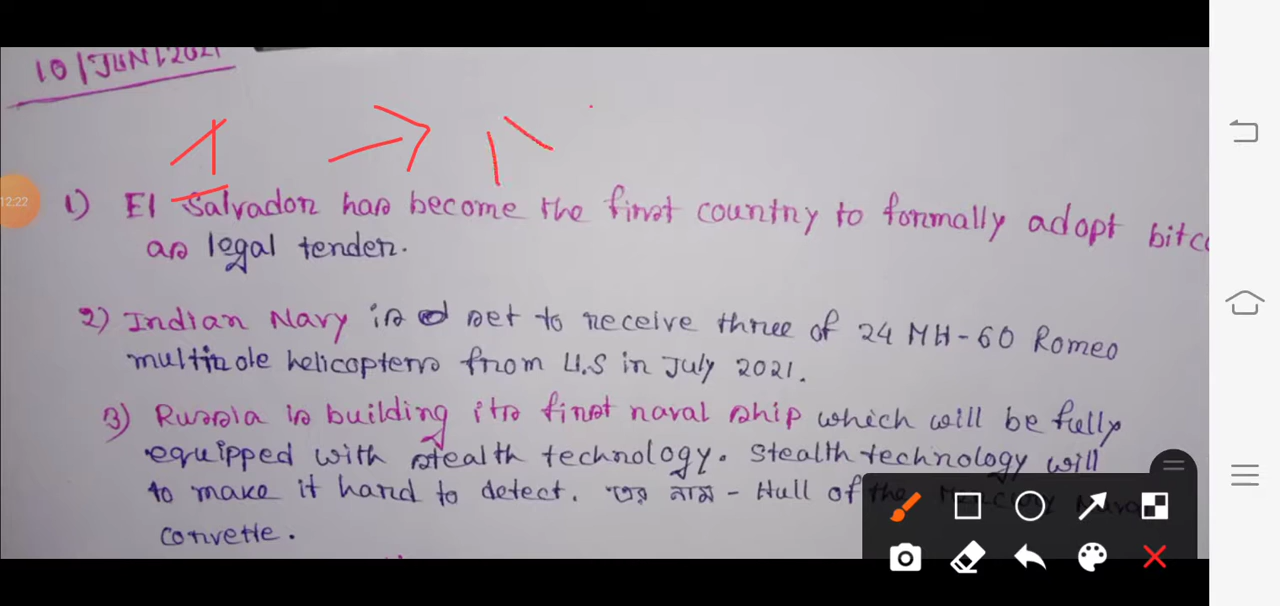 10/JUN/2021
12:22
1) El Salvador has become the first country to formally adopt bitc
as legal tender.
2) Indian Navy is set to receive three of 24 MH-60 Romeo
multirole helicopters from U.S in July 2021.
3) Russia is building its first naval ship which will be fully
equipped with stealth technology. Stealth technology will
to make it hard to detect. তার নাম - Hull of the
corvette.